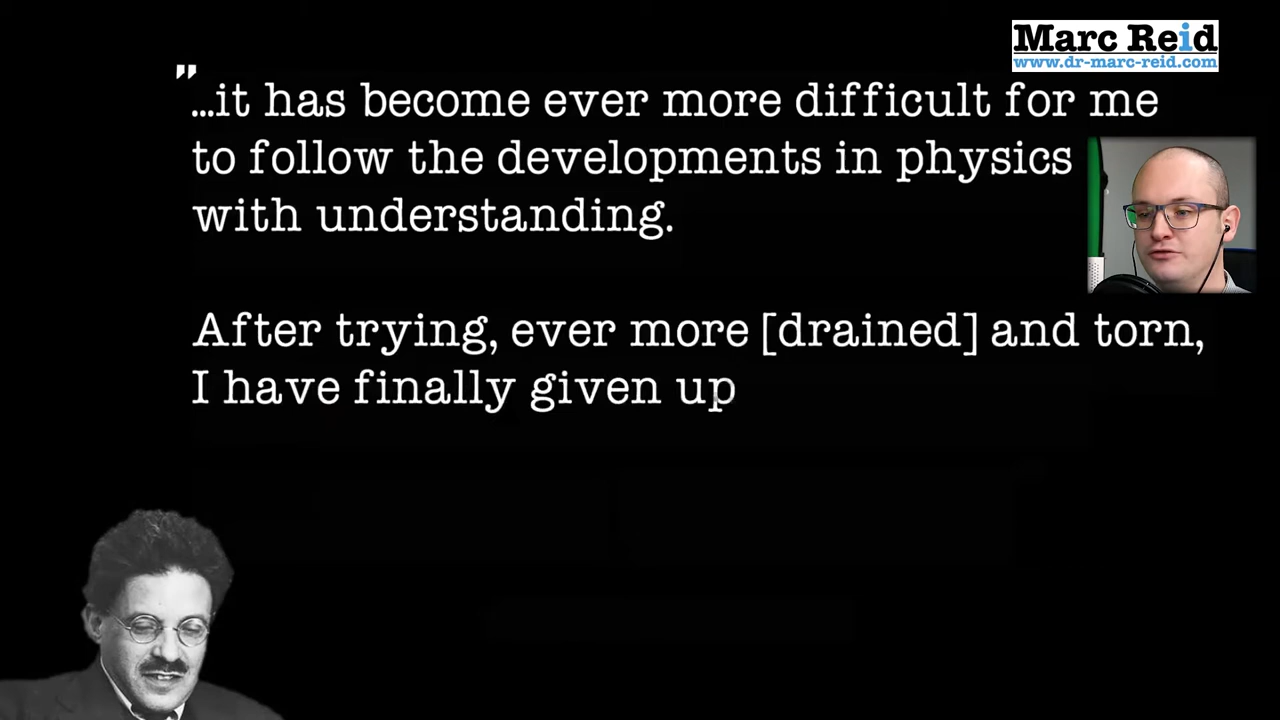 Marc Reid
www.dr-marc-reid.com
"…it has become ever more difficult for me
to follow the developments in physics
with understanding.
After trying, ever more [drained] and torn,
I have finally given up